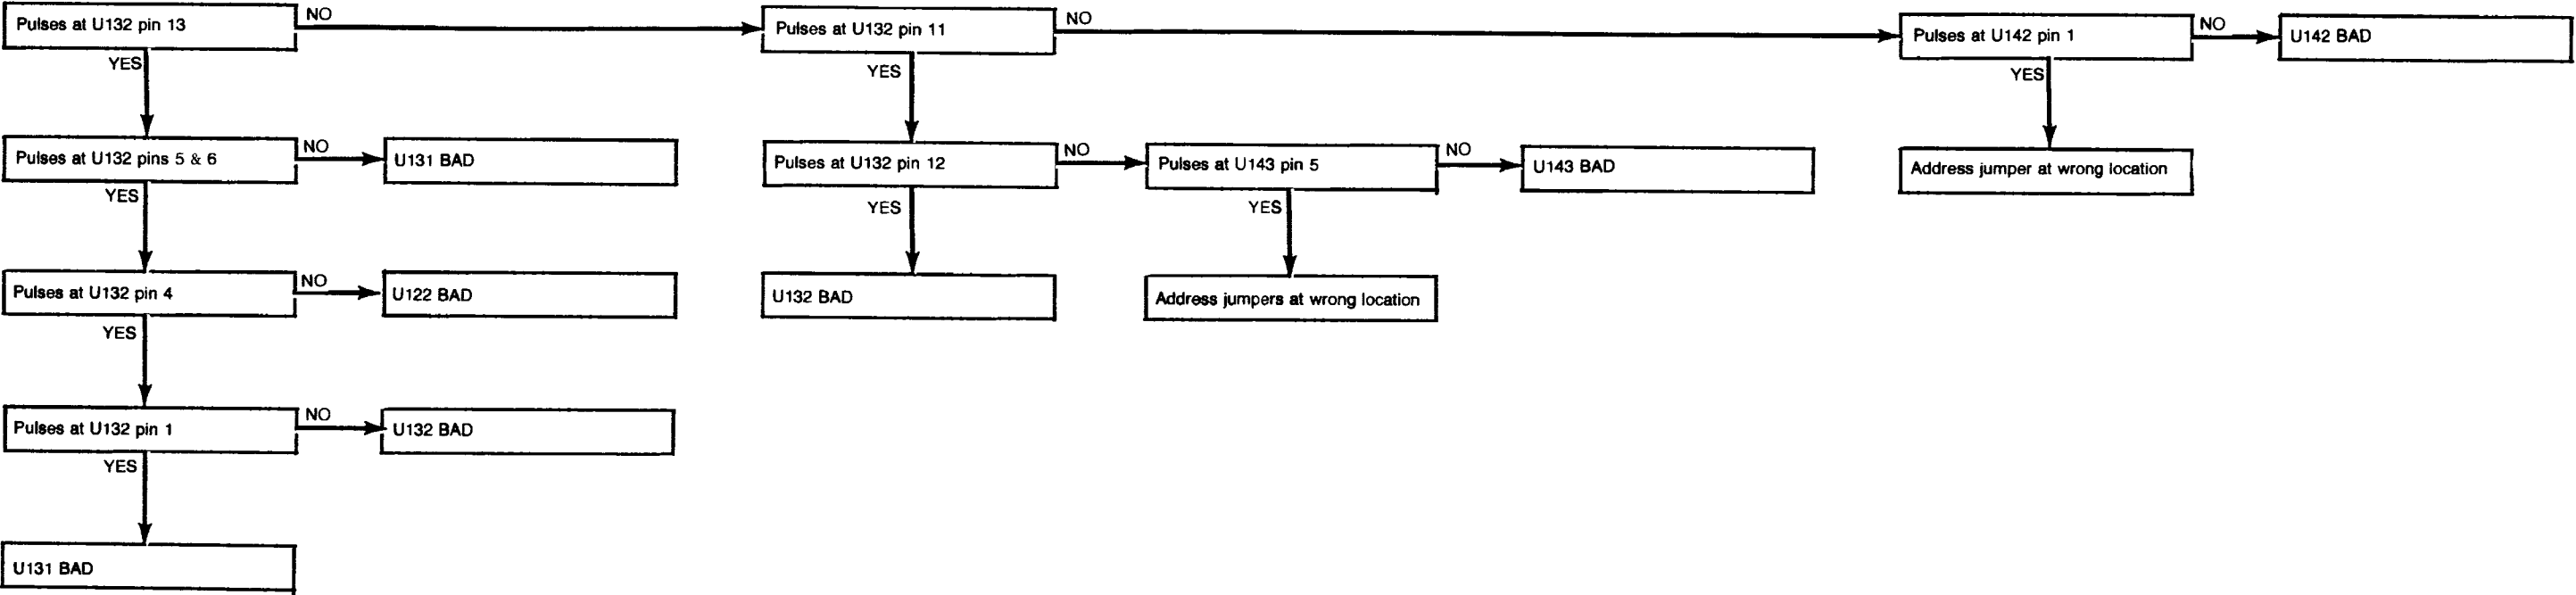 Pulses at U132 pin 13
NO
Pulses at U132 pin 11
NO
Pulses at U142 pin 1
NO
U142 BAD
YES
YES
YES
Pulses at U132 pins 5 & 6
NO
U131 BAD
Pulses at U132 pin 12
NO
Pulses at U143 pin 5
NO
U143 BAD
Address jumper at wrong location
YES
YES
YES
Pulses at U132 pin 4
NO
U122 BAD
U132 BAD
Address jumpers at wrong location
YES
Pulses at U132 pin 1
NO
U132 BAD
YES
U131 BAD